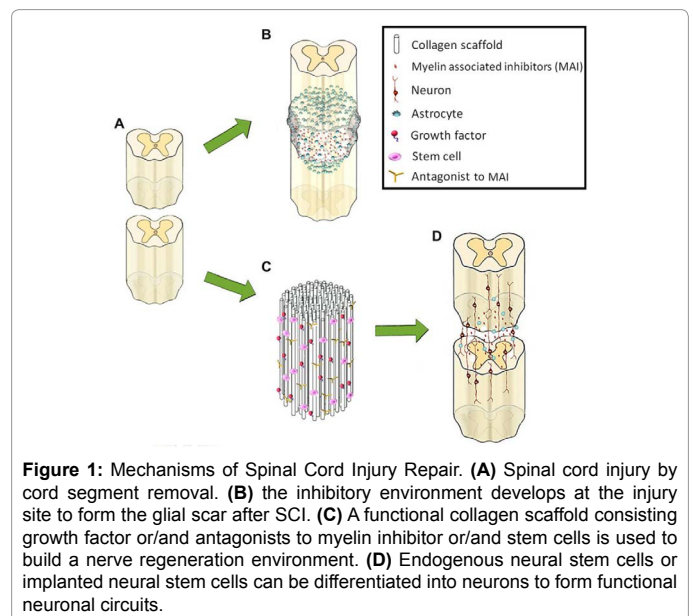 B
A
Collagen scaffold
Myelin associated inhibitors (MAI)
Neuron
Astrocyte
Growth factor
Stem cell
Antagonist to MAI
C
D
Figure 1: Mechanisms of Spinal Cord Injury Repair. (A) Spinal cord injury by
cord segment removal. (B) the inhibitory environment develops at the injury
site to form the glial scar after SCI. (C) A functional collagen scaffold consisting
growth factor or/and antagonists to myelin inhibitor or/and stem cells is used to
build a nerve regeneration environment. (D) Endogenous neural stem cells or
implanted neural stem cells can be differentiated into neurons to form functional
neuronal circuits.